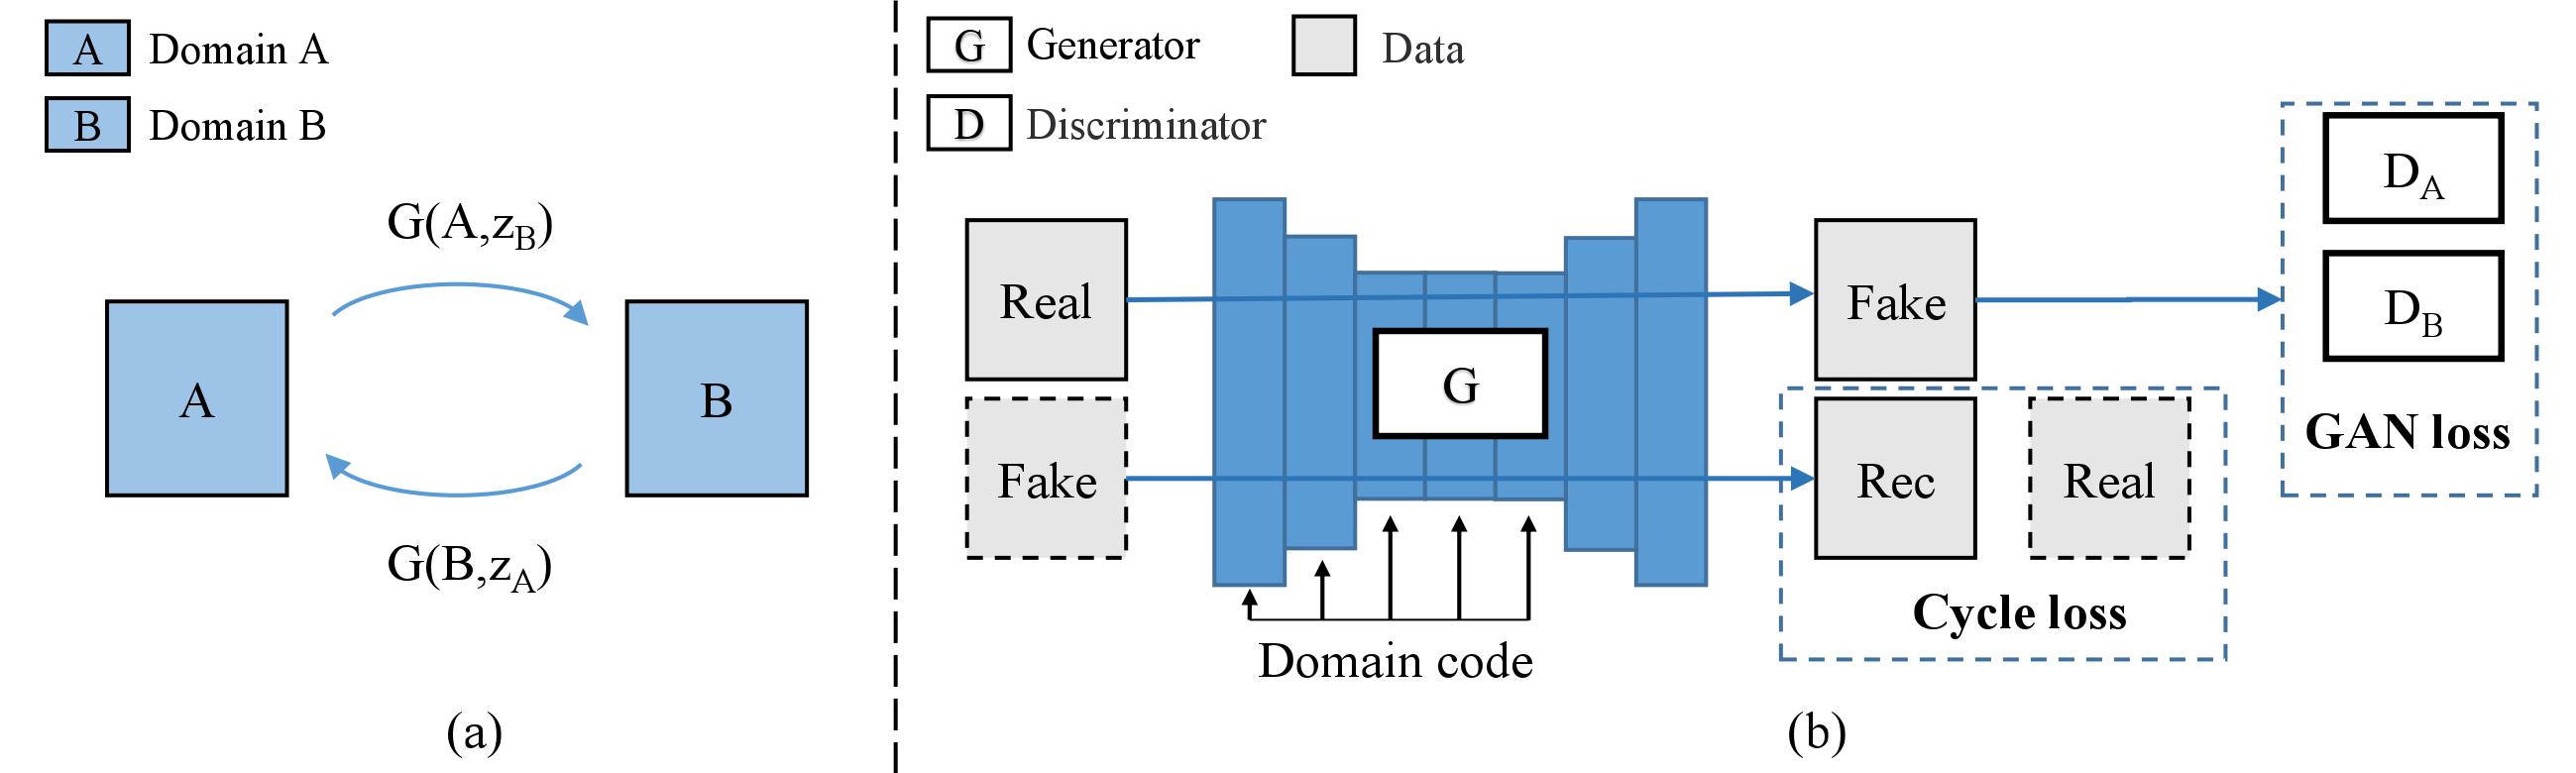 A Domain A
B Domain B
G(A,z_B)
A
B
G(B,z_A)
(a)
G Generator
Data
D Discriminator
Real
Fake
G
Fake
Rec
Real
D_A
D_B
GAN loss
Cycle loss
Domain code
(b)